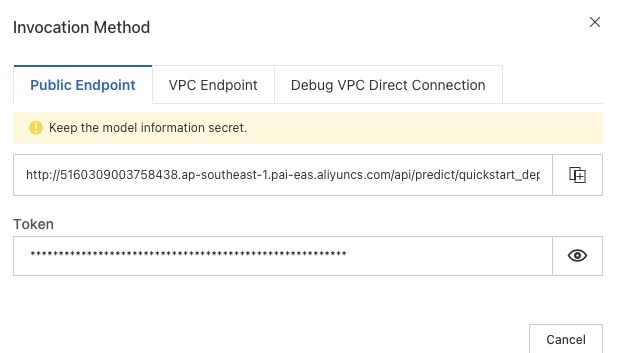 Invocation Method
Public Endpoint
VPC Endpoint
Debug VPC Direct Connection
Keep the model information secret.
http://5160309003758438.ap-southeast-1.pai-eas.aliyuncs.com/api/predict/quickstart_dep
Token
********************************************************
Cancel